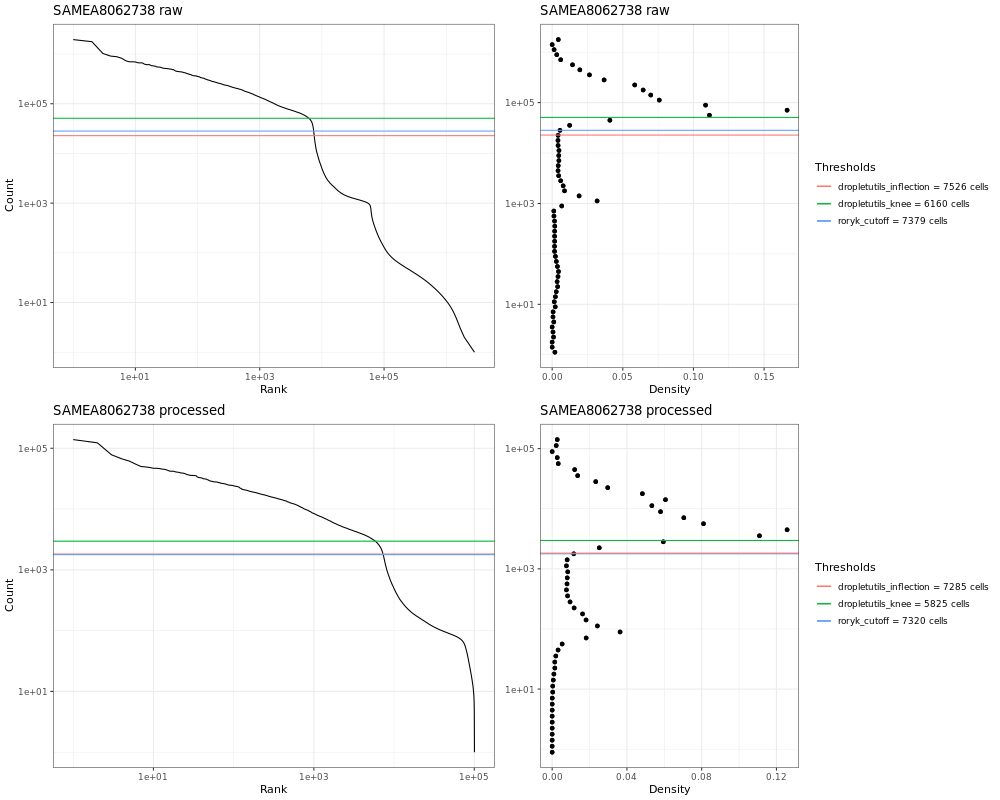 SAMEA8062738 raw
1e+05
1e+03
1e+01
Count
1e+01
1e+03
1e+05
Rank
SAMEA8062738 raw
1e+05
1e+03
1e+01
0.00
0.05
0.10
0.15
Density
Thresholds
dropletutils_inflection = 7526 cells
dropletutils_knee = 6160 cells
roryk_cutoff = 7379 cells
SAMEA8062738 processed
1e+05
1e+03
1e+01
Count
1e+01
1e+03
1e+05
Rank
SAMEA8062738 processed
1e+05
1e+03
1e+01
0.00
0.04
0.08
0.12
Density
Thresholds
dropletutils_inflection = 7285 cells
dropletutils_knee = 5825 cells
roryk_cutoff = 7320 cells